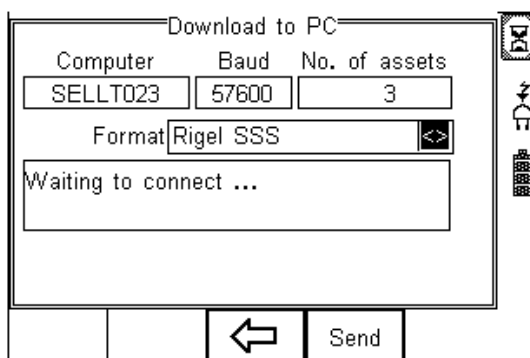 Download to PC
Computer Baud No. of assets
SELLT023 57600 3
Format Rigel SSS <>
Waiting to connect ...
Send